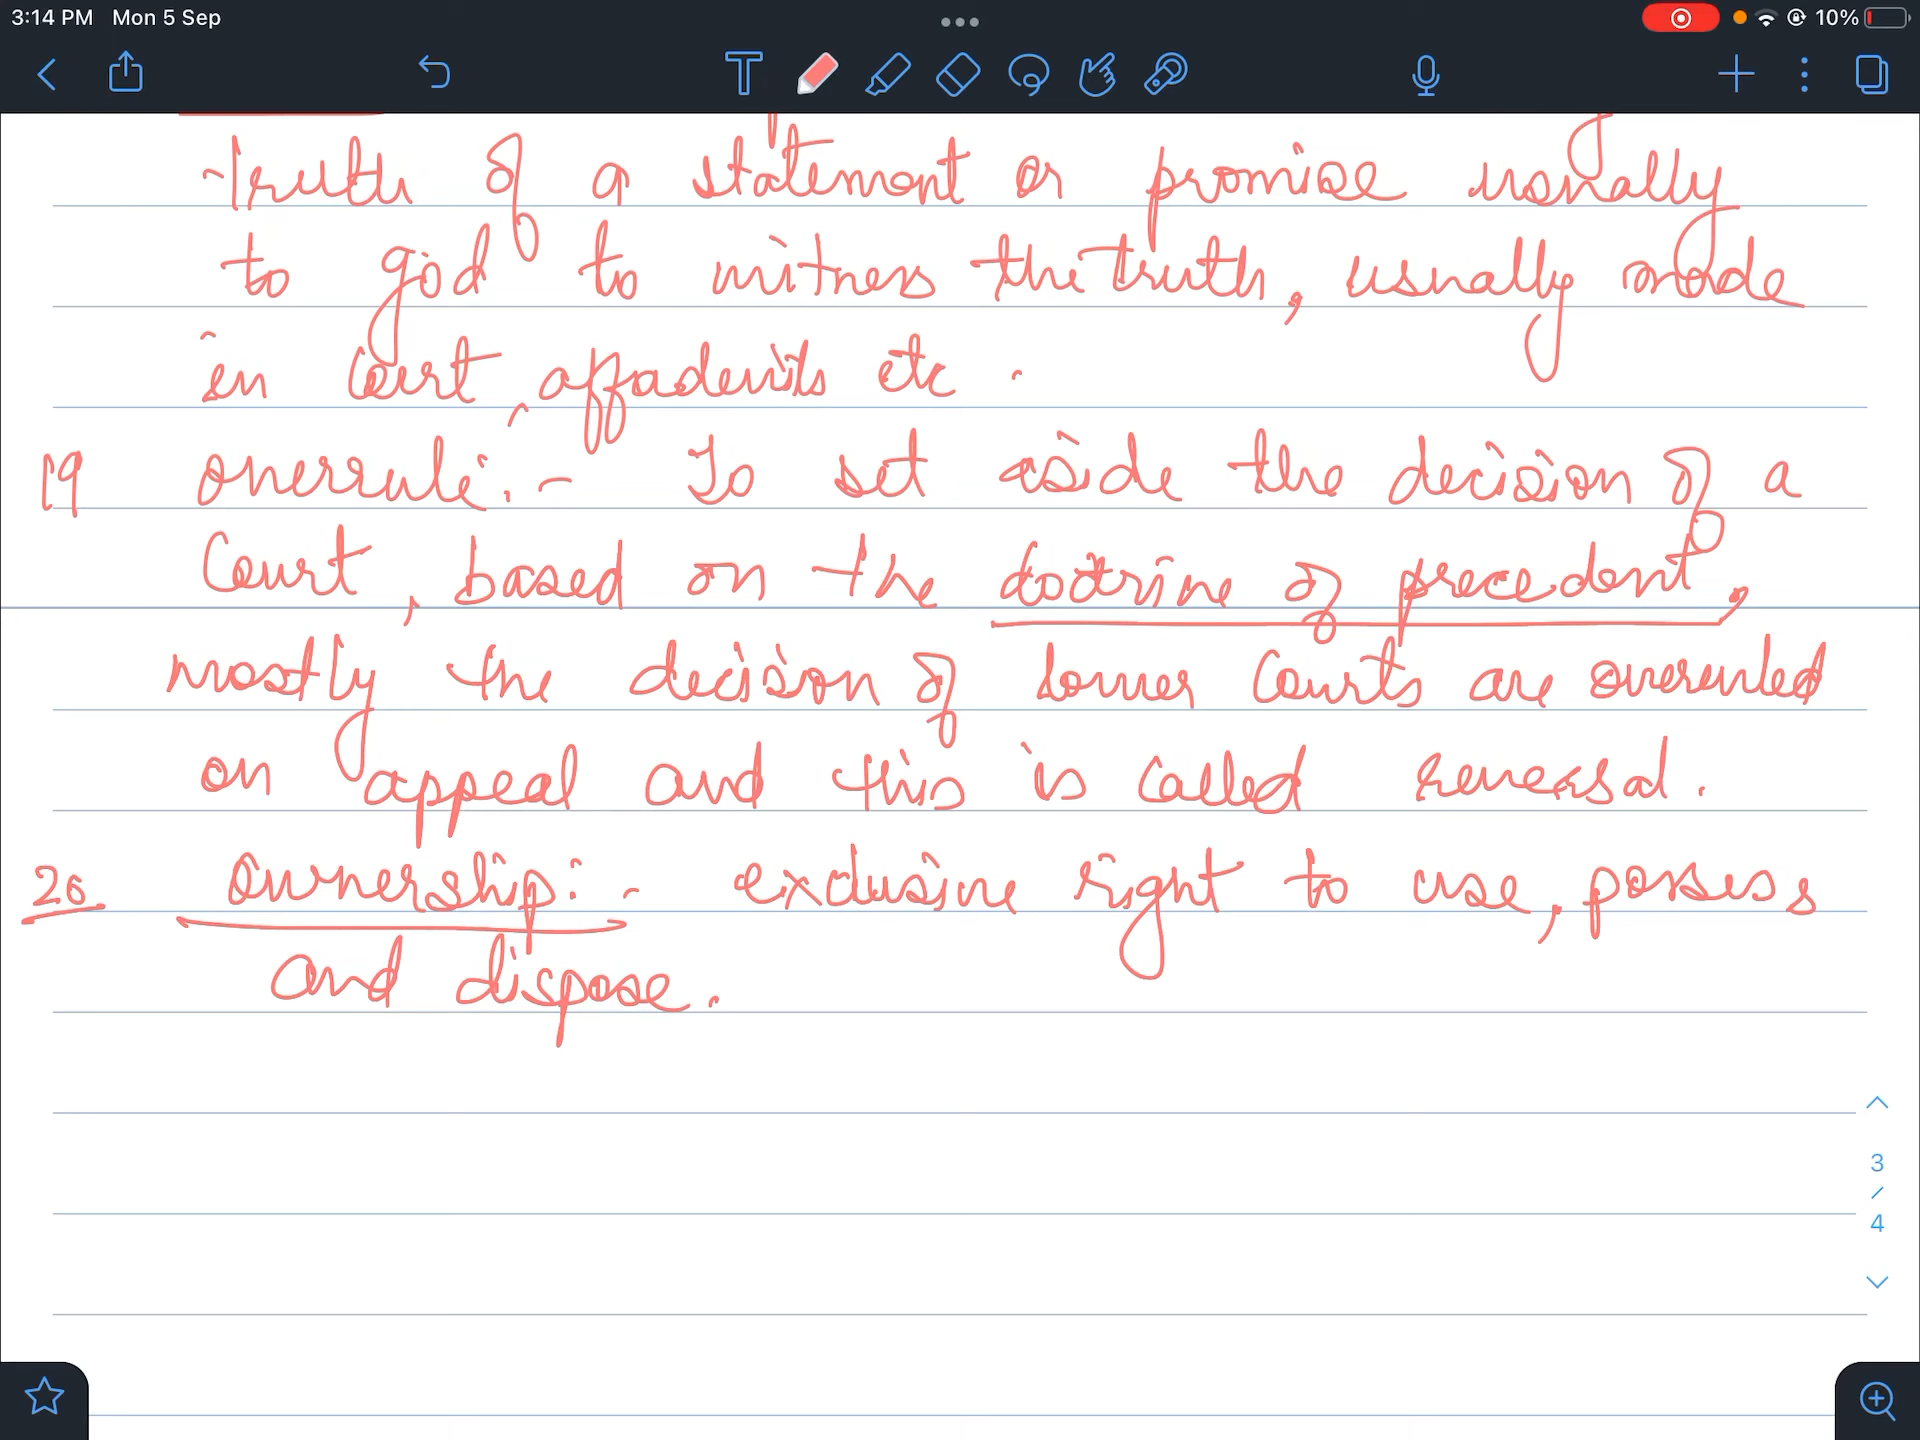 3:14 PM Mon 5 Sep
10%
truth of a statement or promise usually
to god to witness the truth, usually made
in court, affadevits etc .
19 overrule :- To set aside the decision of a
Court, based on the doctrine of precedent,
mostly the decision of lower Courts are overruled
on appeal and this is called reversal.
20 Ownership :- exclusive right to use, possess
and dispose.
3
/
4